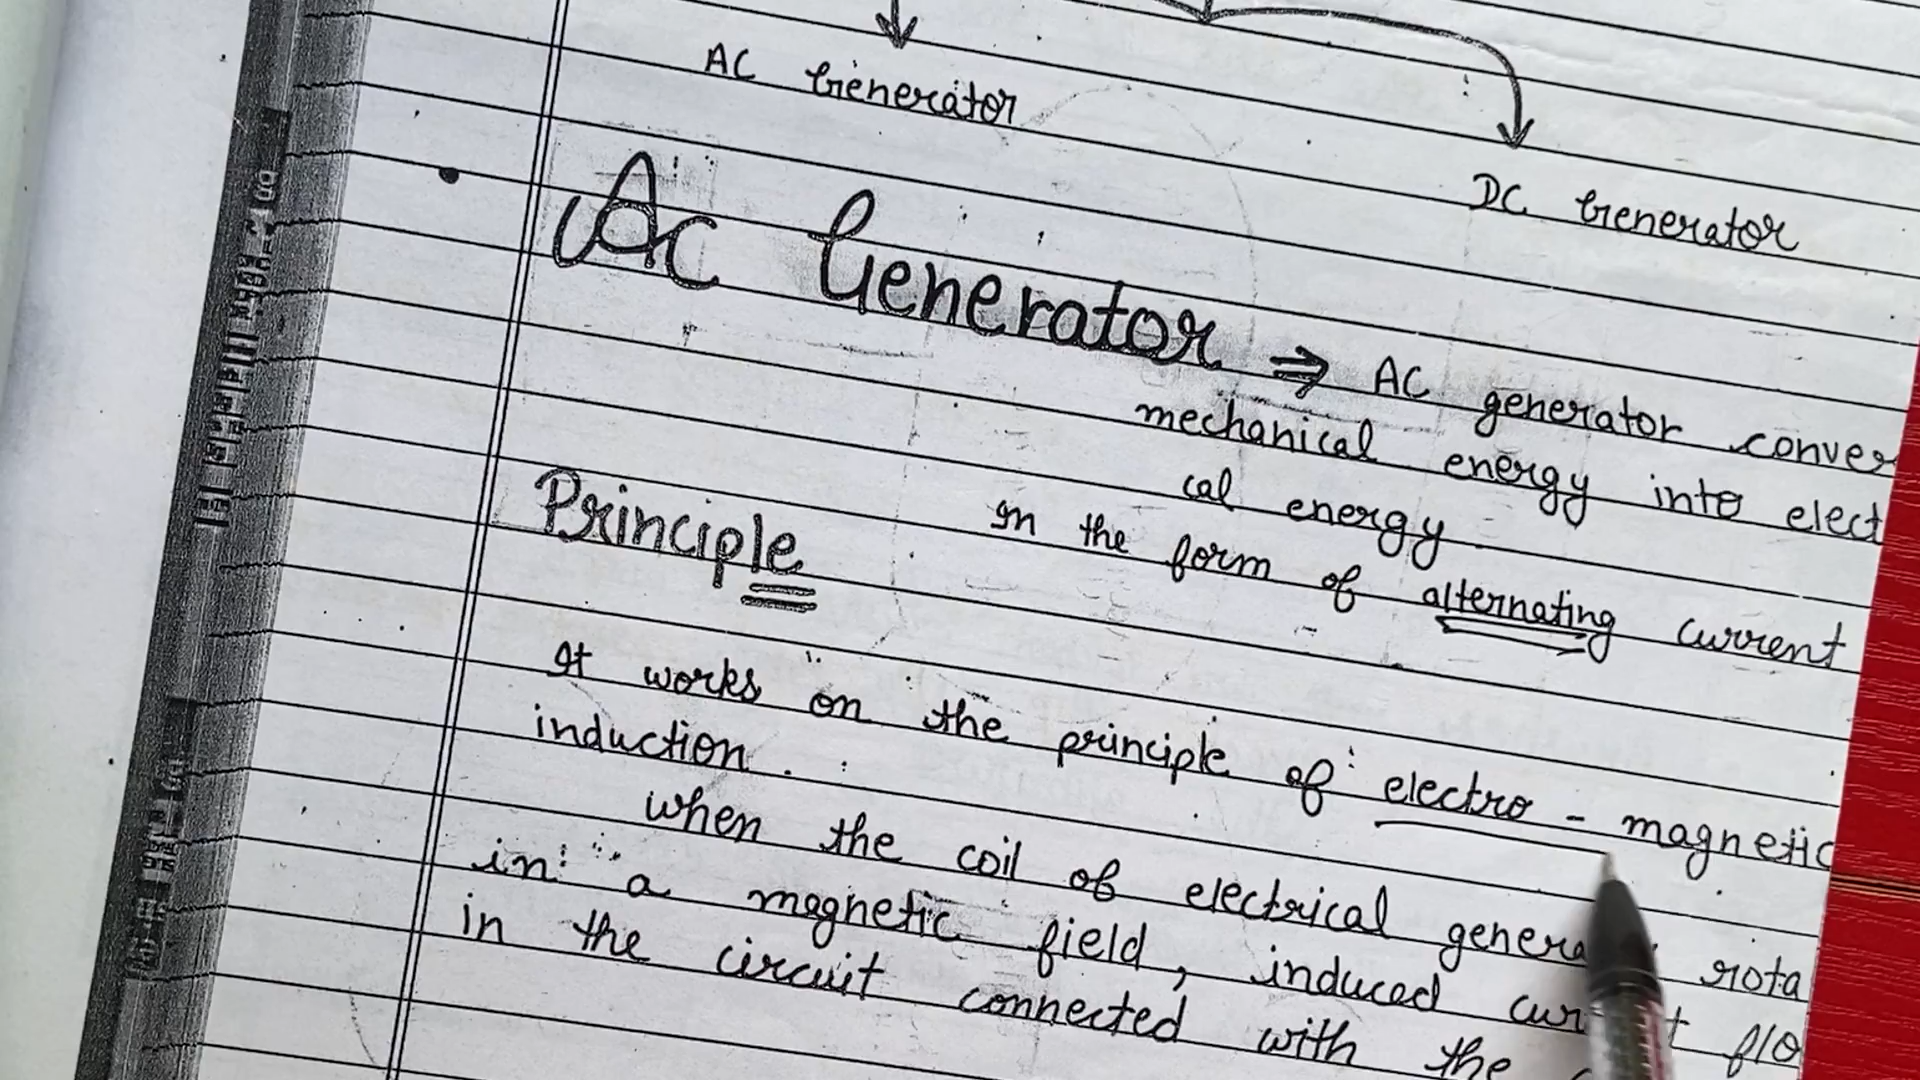 AC Generator
DC Generator
AC Generator ⇒ AC generator conver
mechanical energy into elect
cal energy
in the form of alternating current
Principle
It works on the principle of electro - magnetic
induction.
when the coil of electrical genera rota
in a magnetic field, induced cur t flo
in the circuit connected with the